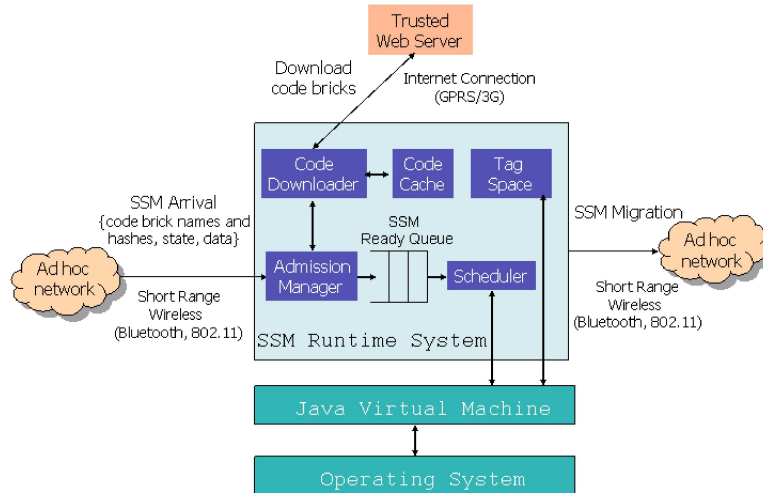 Trusted
Web Server
Download
code bricks
Internet Connection
(GPRS/3G)
Code
Downloader
Code
Cache
Tag
Space
SSM Arrival
{code brick names and
hashes, state, data}
SSM
Ready Queue
SSM Migration
Ad hoc
network
Admission
Manager
Scheduler
Ad hoc
network
Short Range
Wireless
(Bluetooth, 802.11)
Short Range
Wireless
(Bluetooth, 802.11)
SSM Runtime System
Java Virtual Machine
Operating System